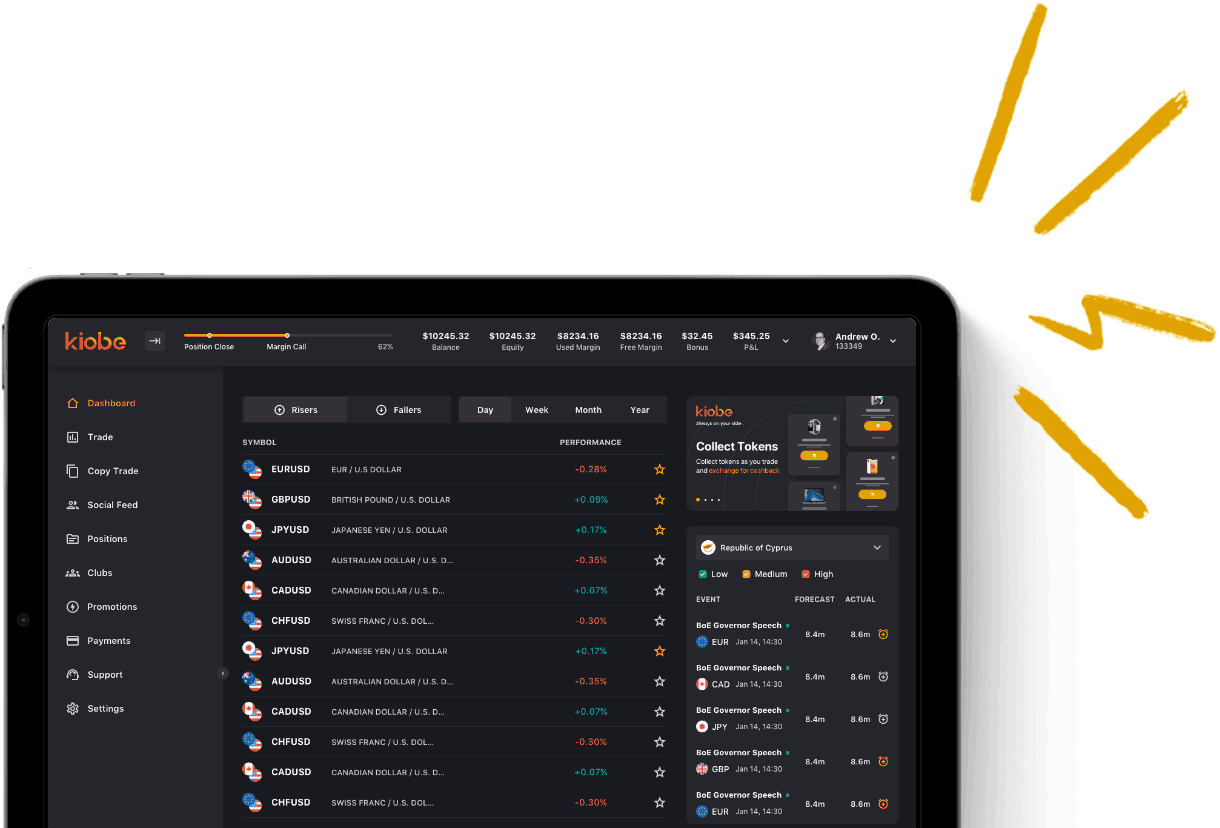 kiobe
Position Close Margin Call 62%
$10245.32 $10245.32 $8234.16 $8234.16 $32.45 $345.25
Balance Equity Used Margin Free Margin Bonus P&L
Andrew O.
133349
Dashboard
Trade
Copy Trade
Social Feed
Positions
Clubs
Promotions
Payments
Support
Settings
Risers Fallers Day Week Month Year
SYMBOL PERFORMANCE
EURUSD EUR / U.S DOLLAR -0.28%
GBPUSD BRITISH POUND / U.S. DOLLAR +0.09%
JPYUSD JAPANESE YEN / U.S. DOLLAR +0.17%
AUDUSD AUSTRALIAN DOLLAR / U.S. D... -0.35%
CADUSD CANADIAN DOLLAR / U.S. D... +0.07%
CHFUSD SWISS FRANC / U.S. DOL... -0.30%
JPYUSD JAPANESE YEN / U.S. DOLLAR +0.17%
AUDUSD AUSTRALIAN DOLLAR / U.S. D... -0.35%
CADUSD CANADIAN DOLLAR / U.S. D... +0.07%
CHFUSD SWISS FRANC / U.S. DOL... -0.30%
CADUSD CANADIAN DOLLAR / U.S. D... +0.07%
CHFUSD SWISS FRANC / U.S. DOL... -0.30%
kiobe
Always on your side.
Collect Tokens
Collect tokens as you trade
and exchange for cashback
Republic of Cyprus
Low Medium High
EVENT FORECAST ACTUAL
BoE Governor Speech
EUR Jan 14, 14:30 8.4m 8.6m
BoE Governor Speech
CAD Jan 14, 14:30 8.4m 8.6m
BoE Governor Speech
JPY Jan 14, 14:30 8.4m 8.6m
BoE Governor Speech
GBP Jan 14, 14:30 8.4m 8.6m
BoE Governor Speech
EUR Jan 14, 14:30 8.4m 8.6m